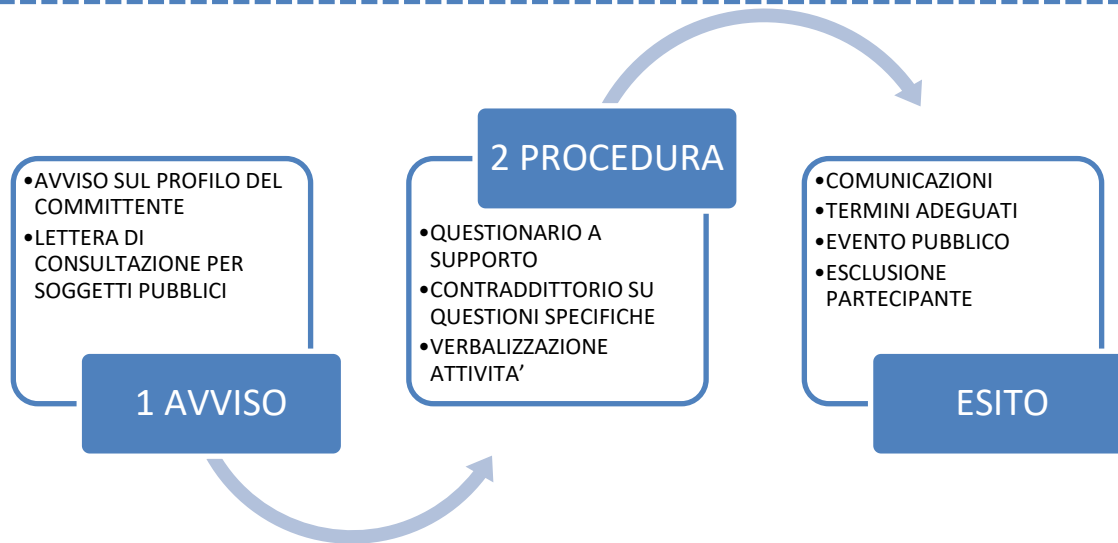 •AVVISO SUL PROFILO DEL
COMMITTENTE
•LETTERA DI
CONSULTAZIONE PER
SOGGETTI PUBBLICI
1 AVVISO
2 PROCEDURA
•QUESTIONARIO A
SUPPORTO
•CONTRADDITTORIO SU
QUESTIONI SPECIFICHE
•VERBALIZZAZIONE
ATTIVITA’
•COMUNICAZIONI
•TERMINI ADEGUATI
•EVENTO PUBBLICO
•ESCLUSIONE
PARTECIPANTE
ESITO